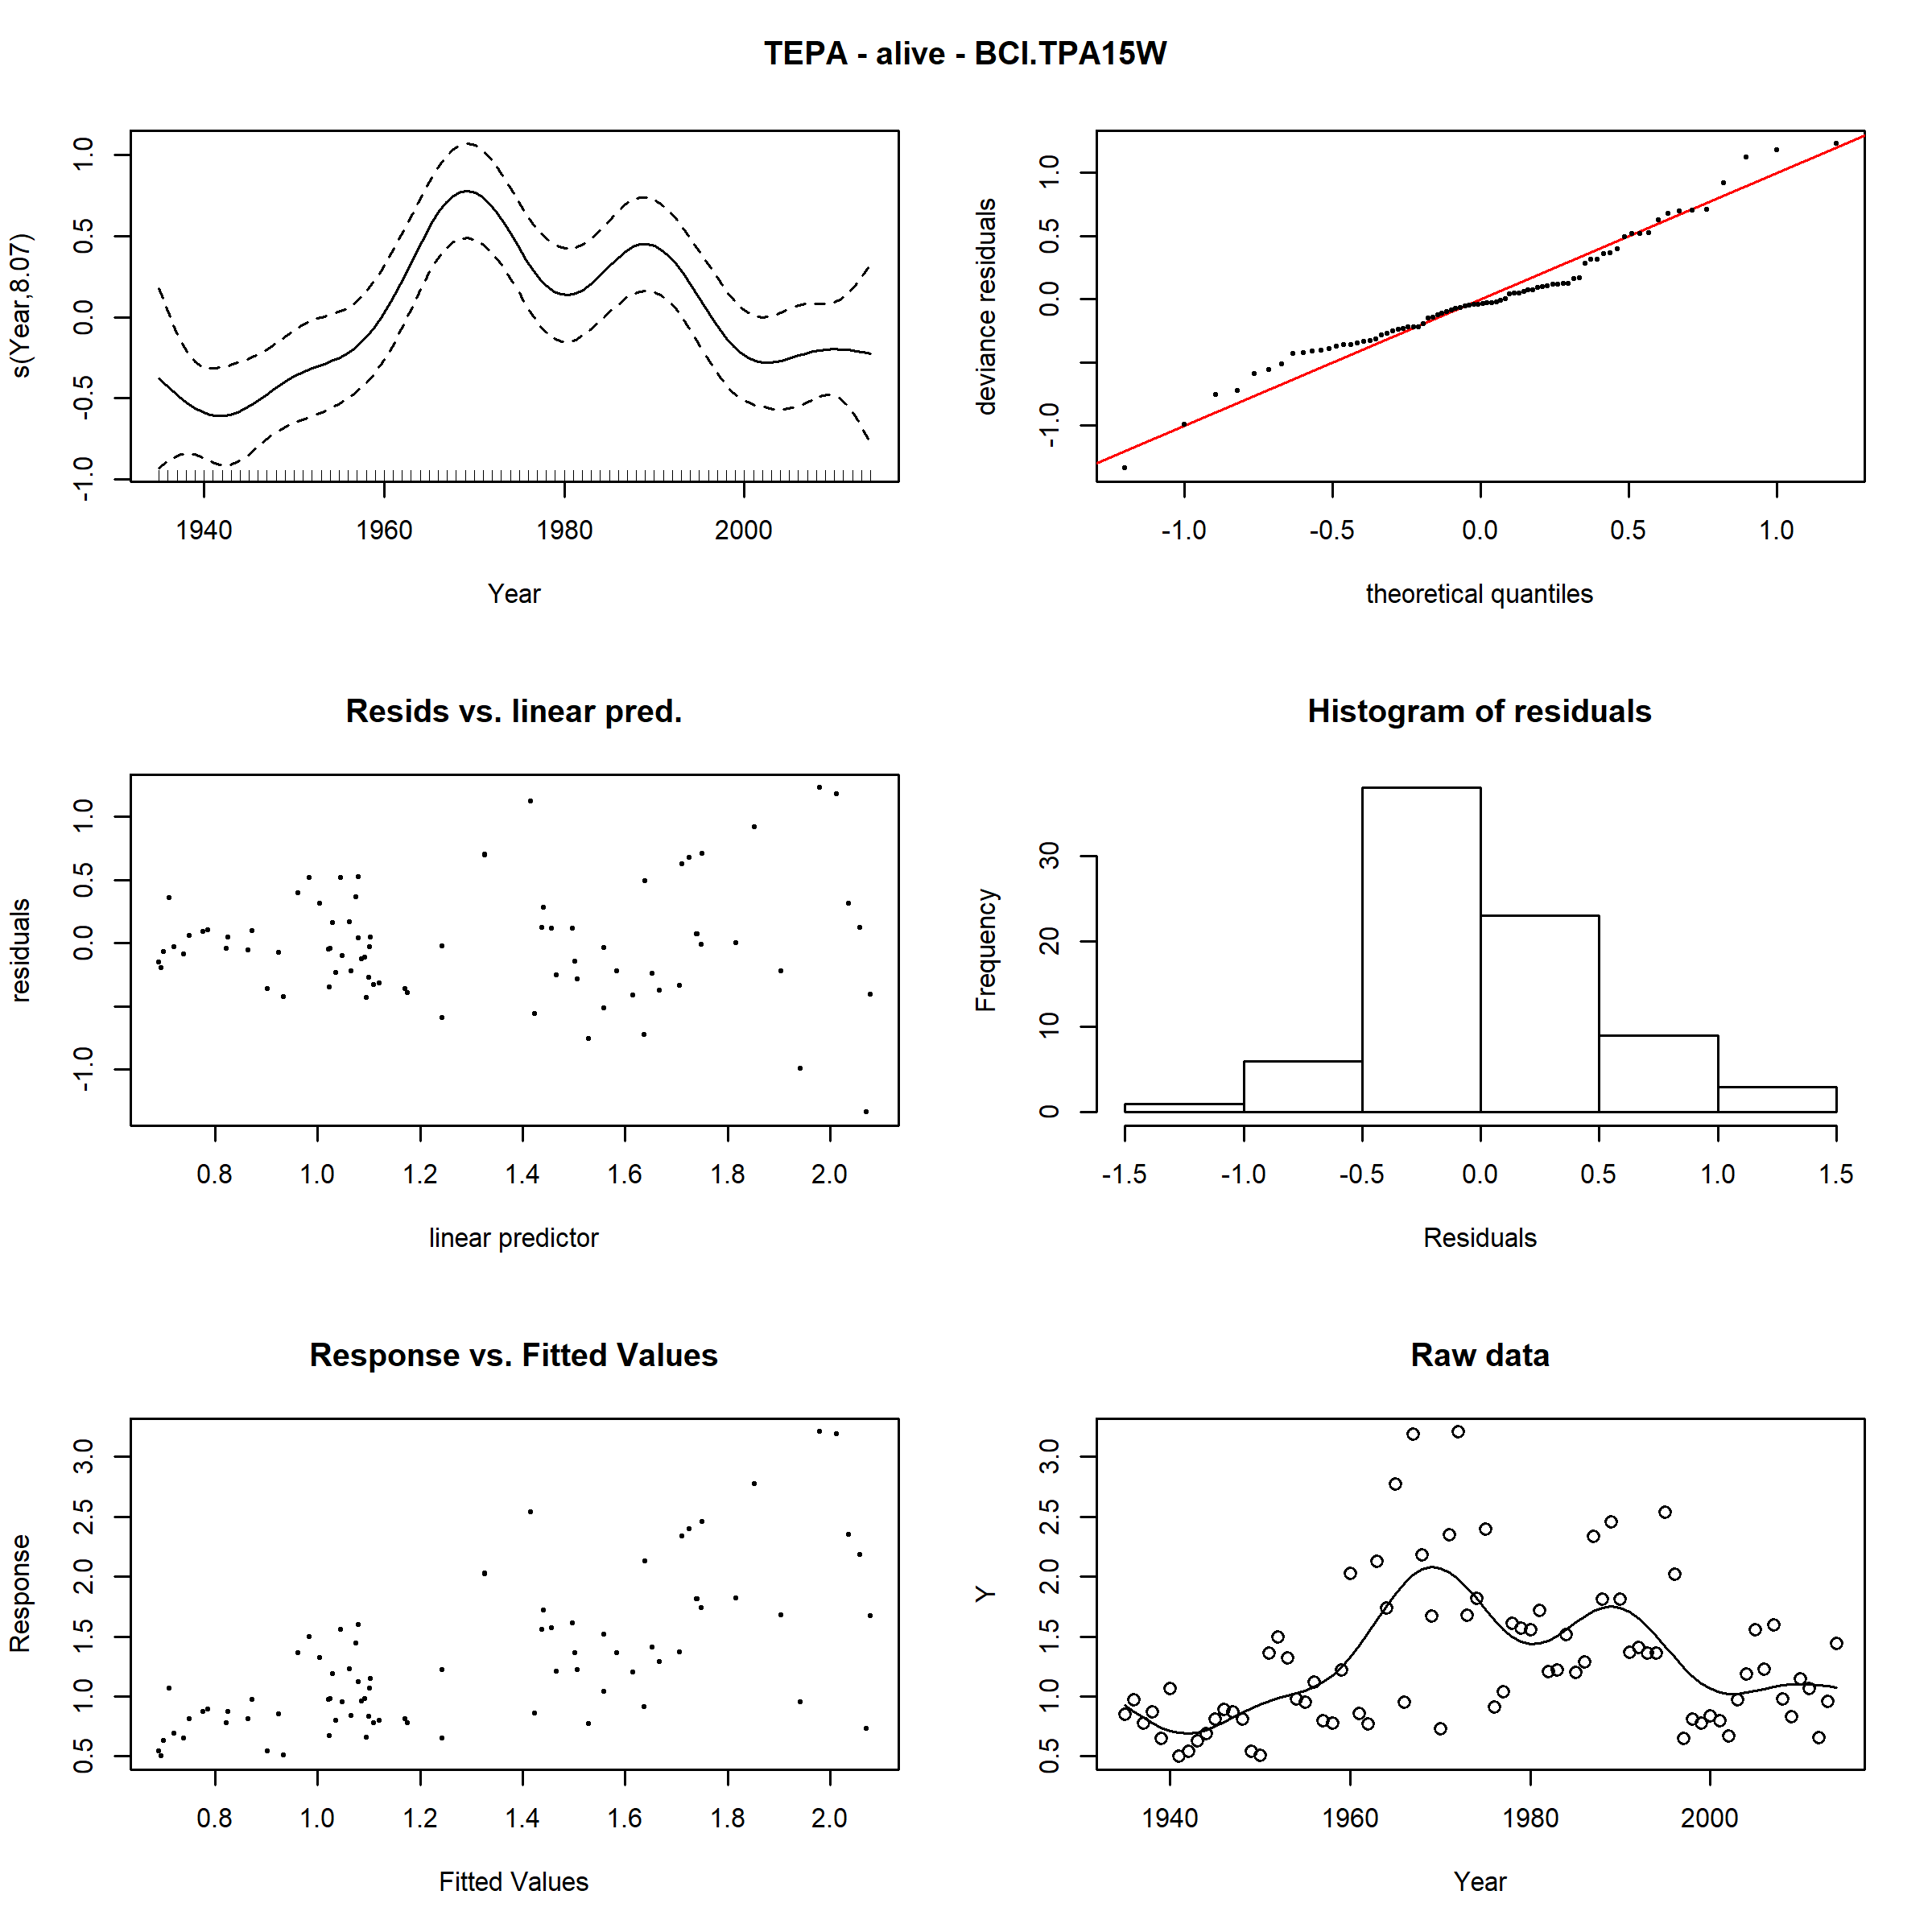 TEPA - alive - BCI.TPA15W
s(Year,8.07)
1.0
0.5
0.0
-0.5
-1.0
1940 1960 1980 2000
Year
deviance residuals
1.0
0.5
0.0
-1.0
-1.0 -0.5 0.0 0.5 1.0
theoretical quantiles
Resids vs. linear pred.
residuals
1.0
0.5
0.0
-1.0
0.8 1.0 1.2 1.4 1.6 1.8 2.0
linear predictor
Histogram of residuals
Frequency
30
20
10
0
-1.5 -1.0 -0.5 0.0 0.5 1.0 1.5
Residuals
Response vs. Fitted Values
Response
3.0
2.5
2.0
1.5
1.0
0.5
0.8 1.0 1.2 1.4 1.6 1.8 2.0
Fitted Values
Raw data
Y
3.0
2.5
2.0
1.5
1.0
0.5
1940 1960 1980 2000
Year